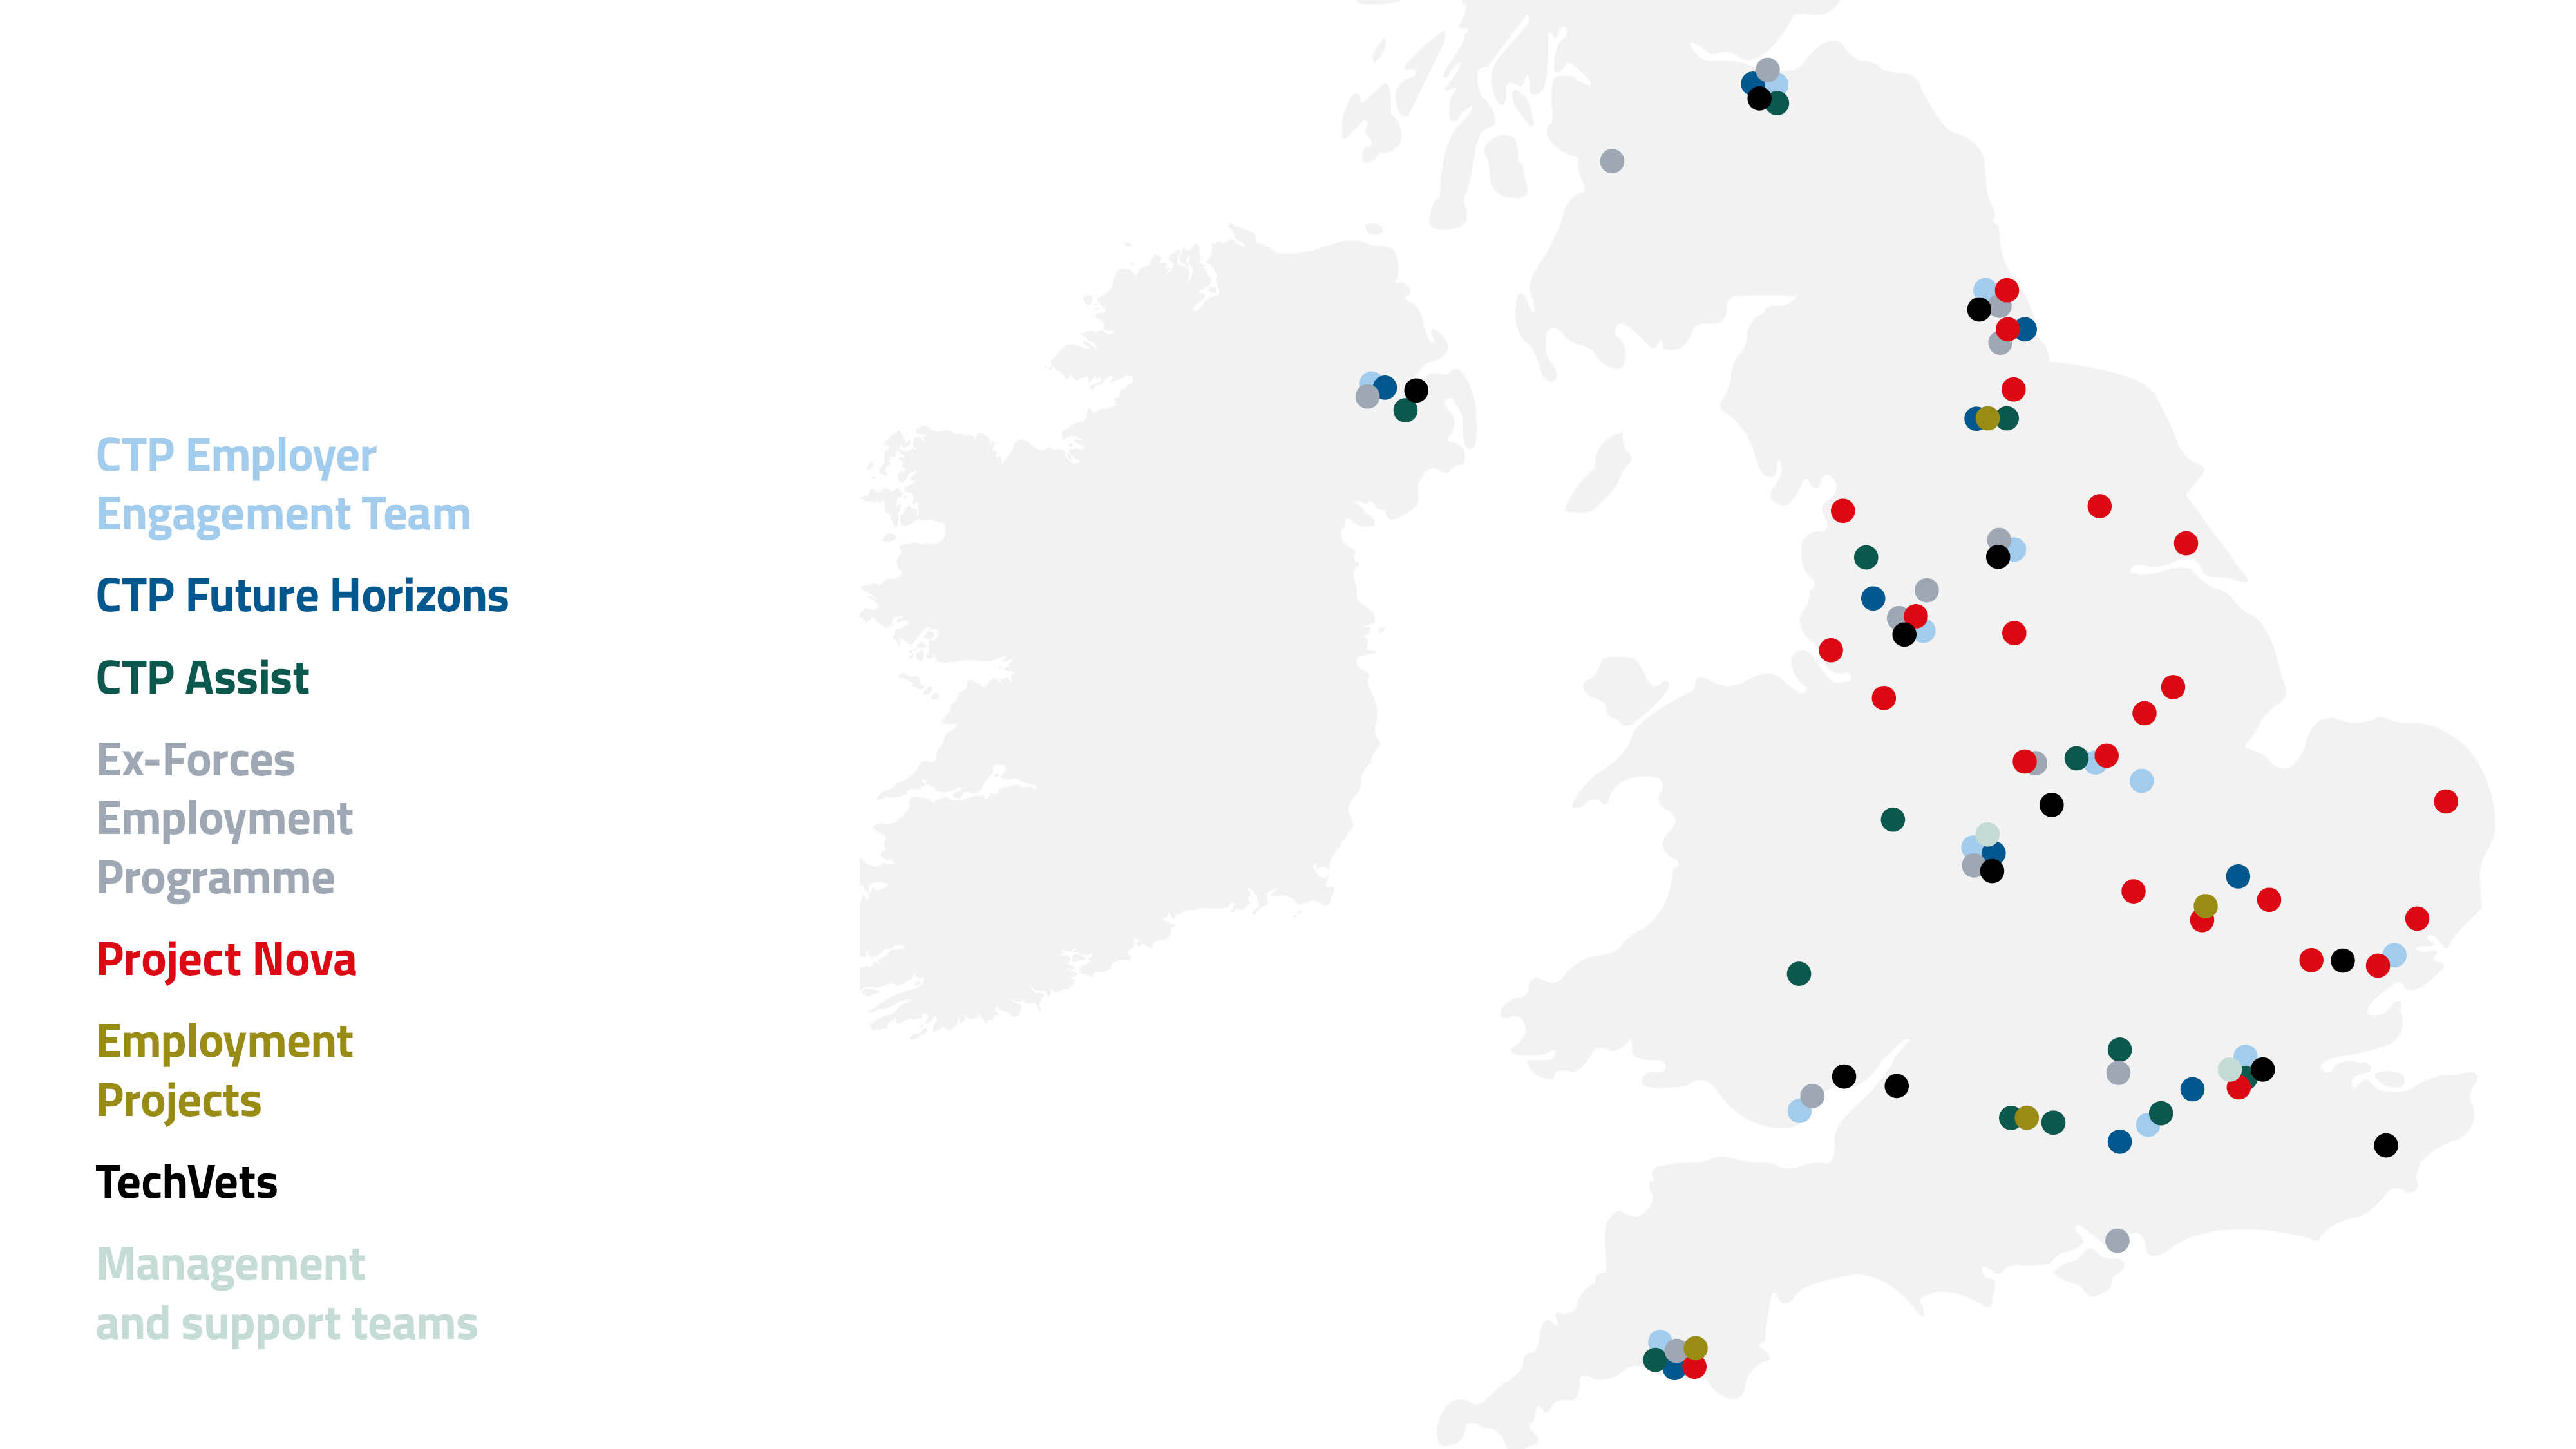 CTP Employer
Engagement Team
CTP Future Horizons
CTP Assist
Ex-Forces
Employment
Programme
Project Nova
Employment
Projects
TechVets
Management
and support teams